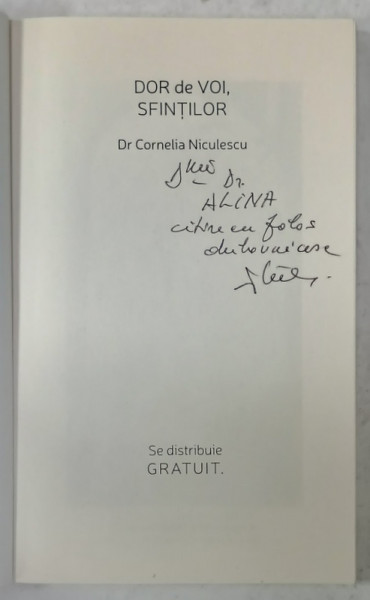 DOR de VOI,
SFINȚILOR
Dr Cornelia Niculescu
Dr.
ALINA
citire cu folos
duhovnicesc
Se distribuie
GRATUIT.